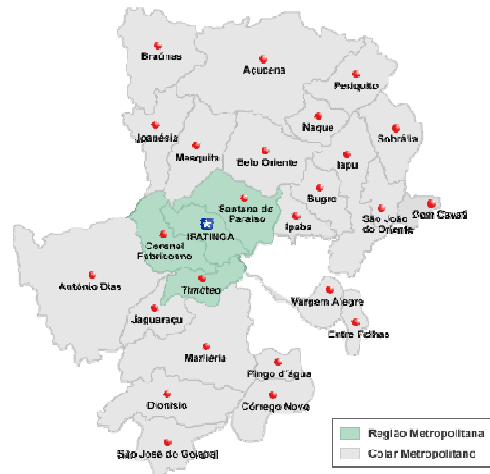 Braúnas
Açucena
Periquito
Naque
Sobrália
Joanésia
Mesquita
Belo Oriente
Iapu
Bugre
Santana do
Paraíso
Ipaba
São João
do Oriente
Dom Cavati
IPATINGA
Coronel
Fabriciano
Antônio Dias
Timóteo
Vargem Alegre
Jaguaraçu
Entre Folhas
Marliéria
Pingo d'água
Dionísio
Córrego Novo
São José do Goiabal
Região Metropolitana
Colar Metropolitano